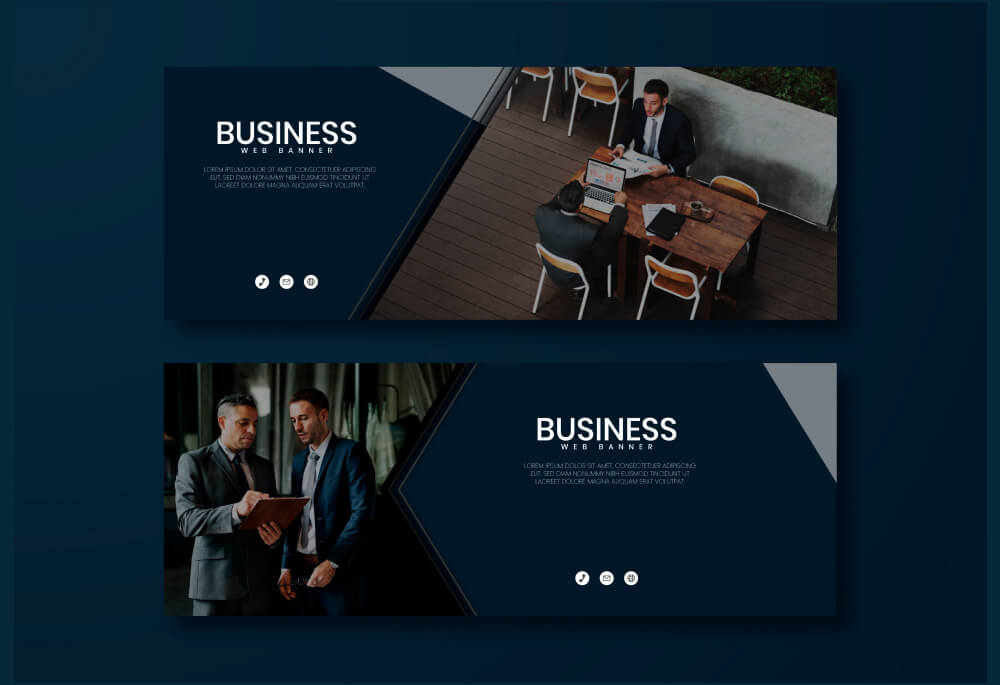 BUSINESS
WEB BANNER
LOREM IPSUM DOLOR SIT AMET, CONSECTETUER ADIPISCING
ELIT, SED DIAM NONUMMY NIBH EUISMOD TINCIDUNT UT
LAOREET DOLORE MAGNA ALIQUAM ERAT VOLUTPAT.
BUSINESS
WEB BANNER
LOREM IPSUM DOLOR SIT AMET, CONSECTETUER ADIPISCING
ELIT, SED DIAM NONUMMY NIBH EUISMOD TINCIDUNT UT
LAOREET DOLORE MAGNA ALIQUAM ERAT VOLUTPAT.